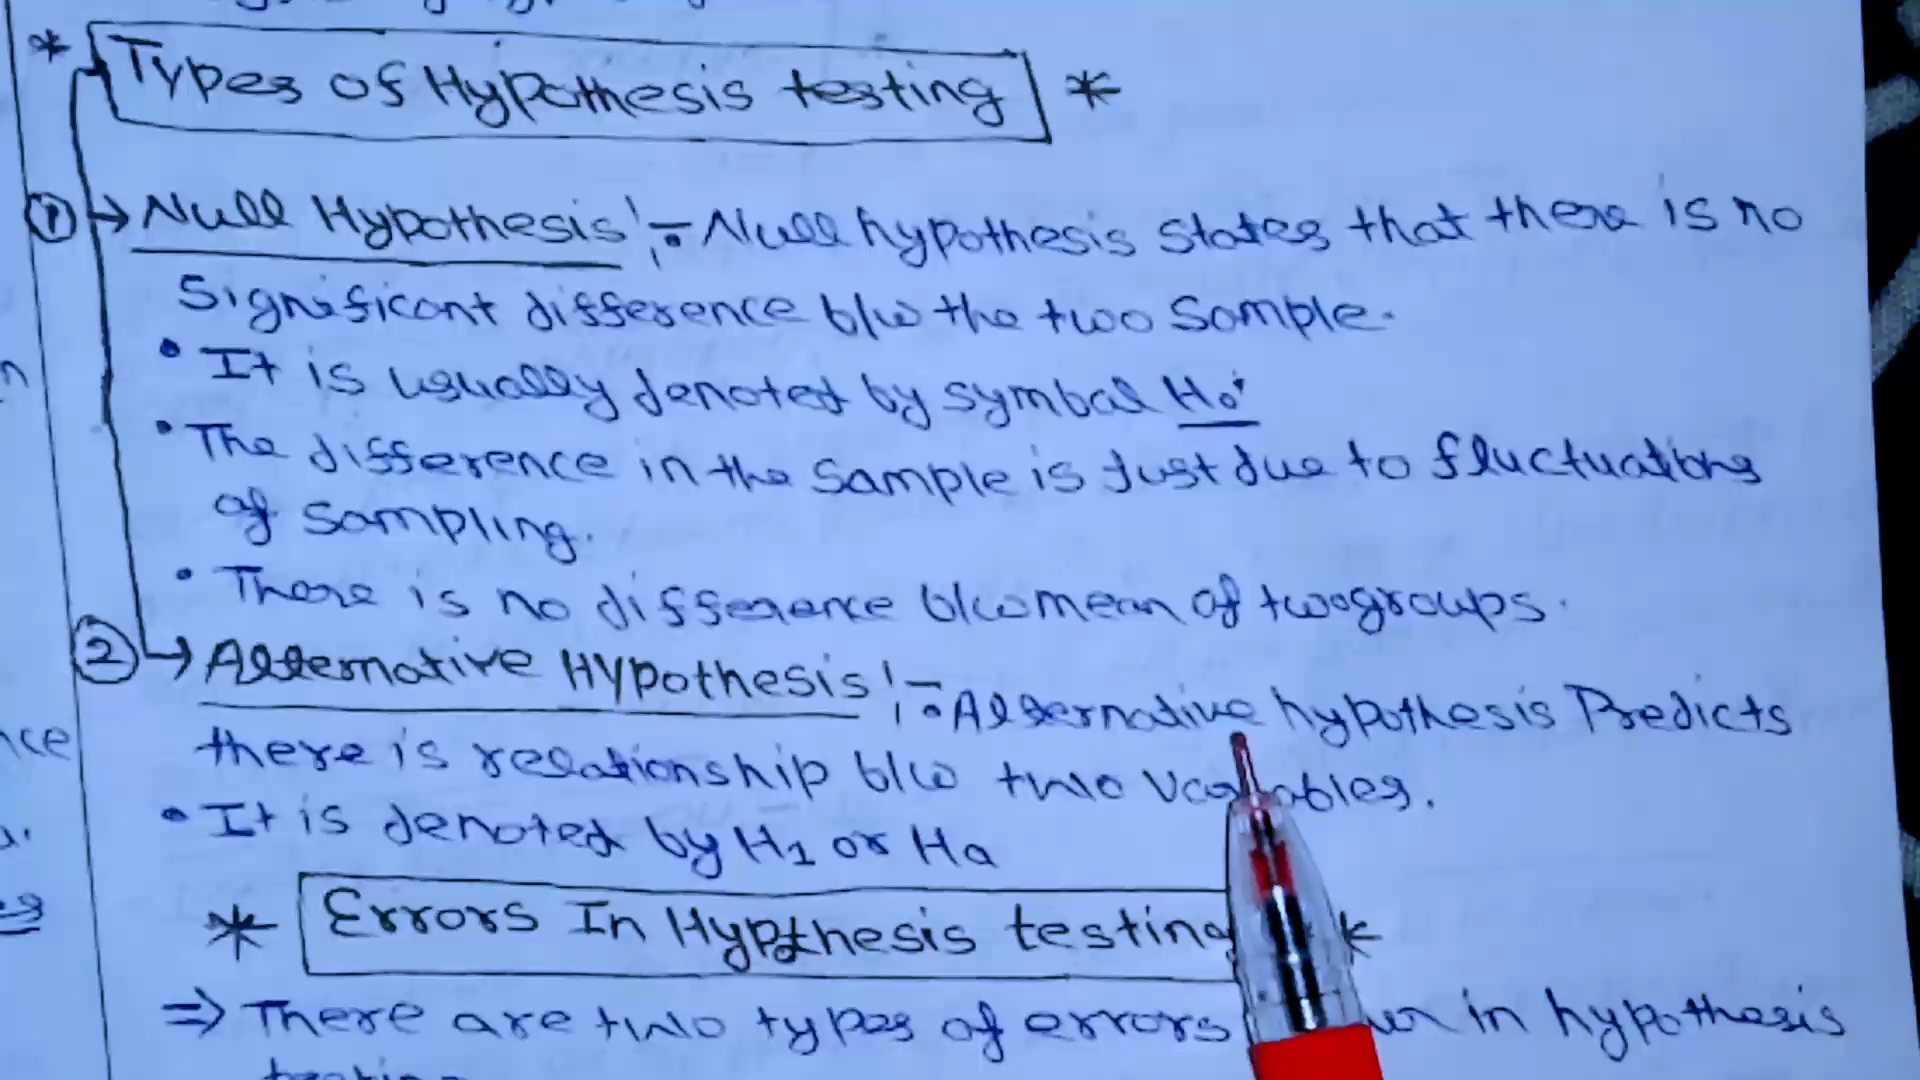 * Types of Hypothesis testing *
① → Null Hypothesis :- Null hypothesis states that there is no
significant difference b/w the two sample.
• It is usually denoted by symbal H₀'
• The difference in the sample is just due to fluctuations
of sampling.
• There is no difference b/w mean of two groups.
② → Alternative Hypothesis :- Alternative hypothesis Predicts
there is relationship b/w two variables.
• It is denoted by H₁ or Ha
* Errors In Hypothesis testing *
⇒ There are two types of errors in hypothesis